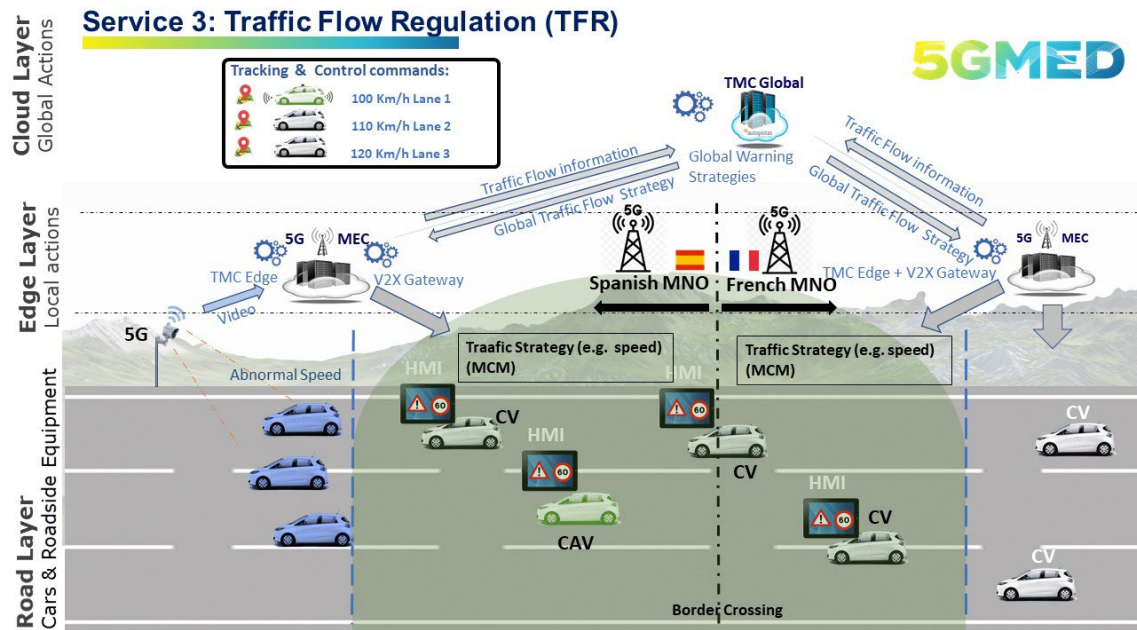 Service 3: Traffic Flow Regulation (TFR)
5GMED
Cloud Layer
Global Actions
Tracking & Control commands:
100 Km/h Lane 1
110 Km/h Lane 2
120 Km/h Lane 3
TMC Global
autopistas
Global Warning
Strategies
Traffic Flow information
Global Traffic Flow Strategy
Traffic Flow information
Global Traffic Flow Strategy
Edge Layer
Local actions
5G MEC
TMC Edge
V2X Gateway
Video
5G
5G
Spanish MNO
5G
French MNO
5G MEC
TMC Edge + V2X Gateway
Traafic Strategy (e.g. speed)
(MCM)
Traffic Strategy (e.g. speed)
(MCM)
Road Layer
Cars & Roadside Equipment
Abnormal Speed
HMI
60
CV
HMI
60
CAV
HMI
60
CV
HMI
60
CV
CV
CV
Border Crossing